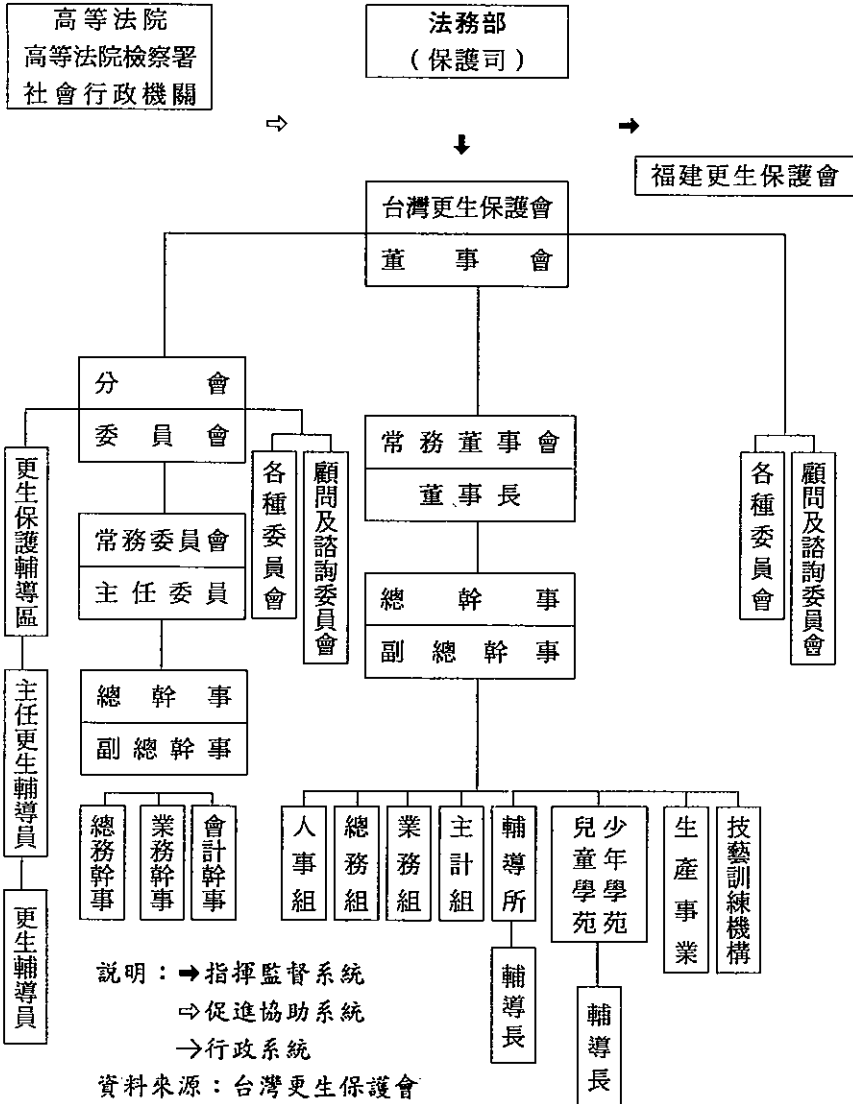 高等法院
高等法院檢察署
社會行政機關
法務部
（保護司）
⇨
➡
⬇
福建更生保護會
台灣更生保護會
董事會
分會
委員會
常務董事會
董事長
更生保護輔導區
各種委員會
顧問及諮詢委員會
各種委員會
顧問及諮詢委員會
常務委員會
主任委員
總幹事
副總幹事
主任更生輔導員
總幹事
副總幹事
總務幹事
業務幹事
會計幹事
人事組
總務組
業務組
主計組
輔導所
少年學苑
兒童學苑
生產事業
技藝訓練機構
更生輔導員
輔導長
輔導長
説明：➡指揮監督系統
⇨促進協助系統
→行政系統
資料來源：台灣更生保護會